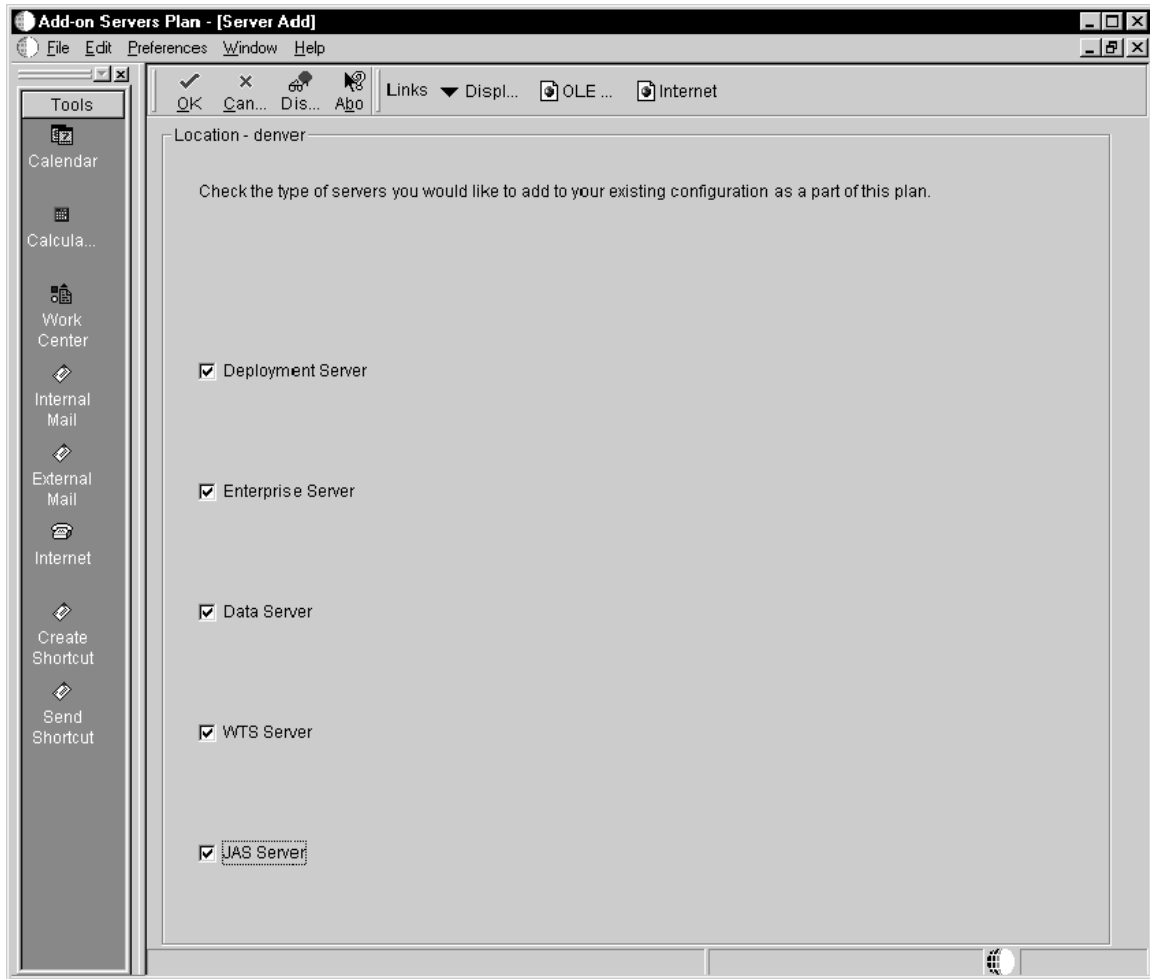 Add-on Servers Plan - [Server Add]
File Edit Preferences Window Help
Tools
Calendar
Calcula...
Work
Center
Internal
Mail
External
Mail
Internet
Create
Shortcut
Send
Shortcut
OK Can... Dis... Abo Links Displ... OLE ... Internet
Location - denver
Check the type of servers you would like to add to your existing configuration as a part of this plan.
Deployment Server
Enterprise Server
Data Server
WTS Server
JAS Server